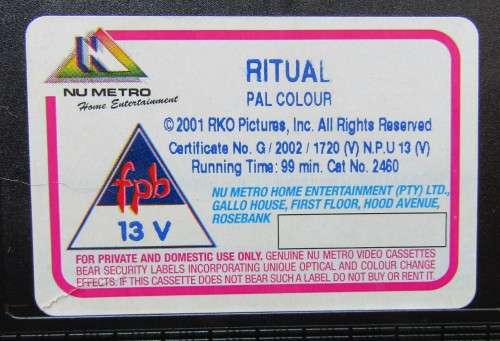 NU METRO
Home Entertainment
RITUAL
PAL COLOUR
© 2001 RKO Pictures, Inc. All Rights Reserved
Certificate No. G / 2002 / 1720 (V) N.P.U 13 (V)
Running Time: 99 min. Cat No. 2460
fpb
13 V
NU METRO HOME ENTERTAINMENT (PTY) LTD.,
GALLO HOUSE, FIRST FLOOR, HOOD AVENUE,
ROSEBANK
FOR PRIVATE AND DOMESTIC USE ONLY. GENUINE NU METRO VIDEO CASSETTES
BEAR SECURITY LABELS INCORPORATING UNIQUE OPTICAL AND COLOUR CHANGE
EFFECTS. IF THIS CASSETTE DOES NOT BEAR SUCH A LABEL DO NOT BUY OR RENT IT.